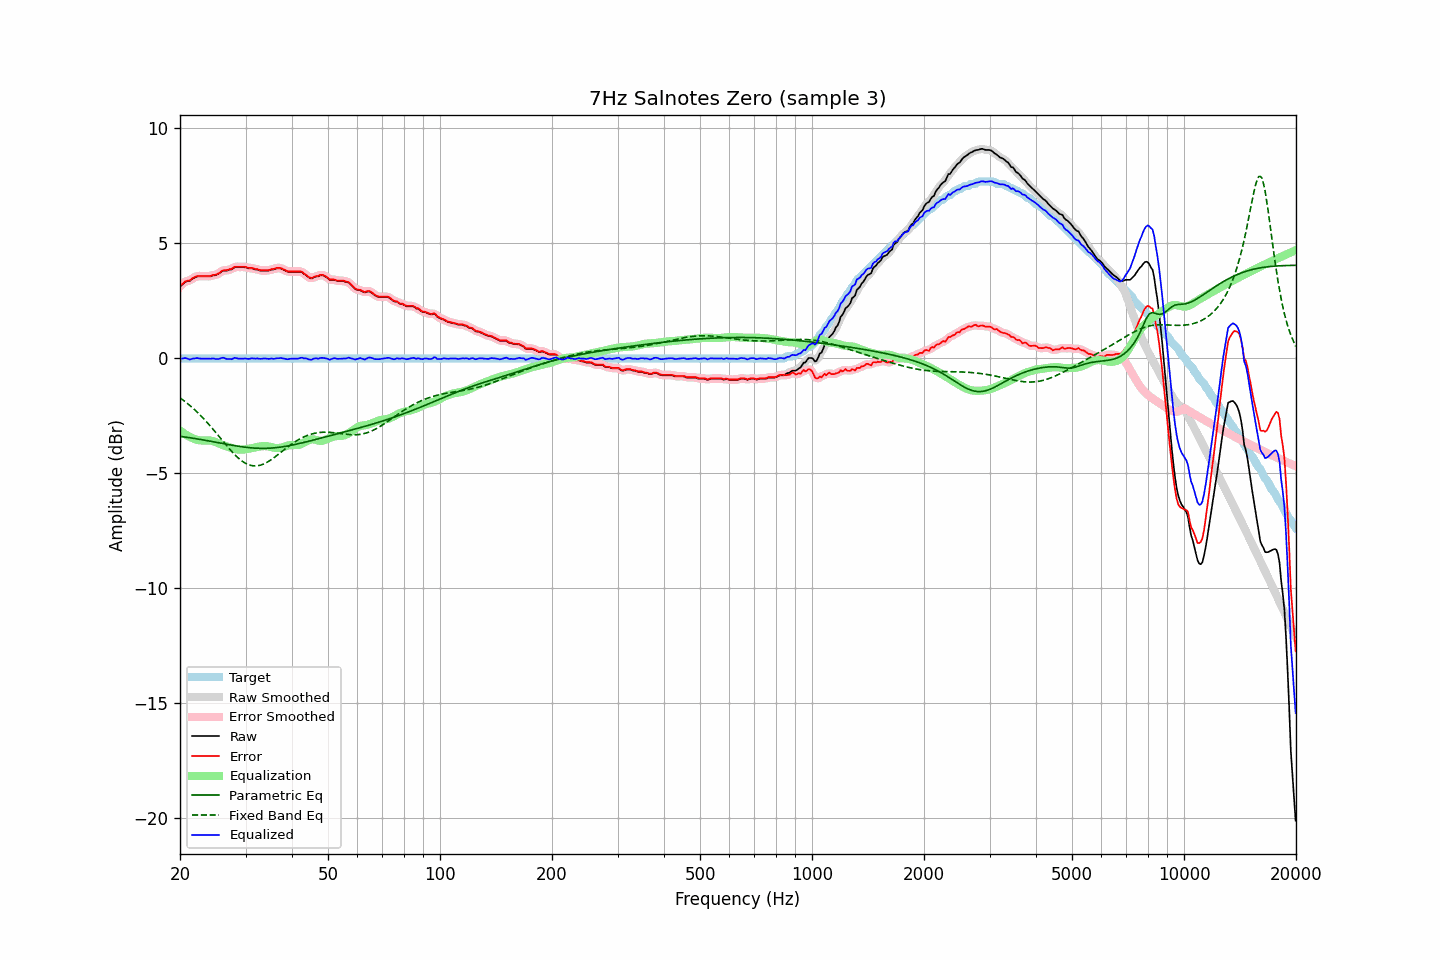 7Hz Salnotes Zero (sample 3)
10
5
0
−5
−10
−15
−20
Amplitude (dBr)
Target
Raw Smoothed
Error Smoothed
Raw
Error
Equalization
Parametric Eq
Fixed Band Eq
Equalized
20 50 100 200 500 1000 2000 5000 10000 20000
Frequency (Hz)